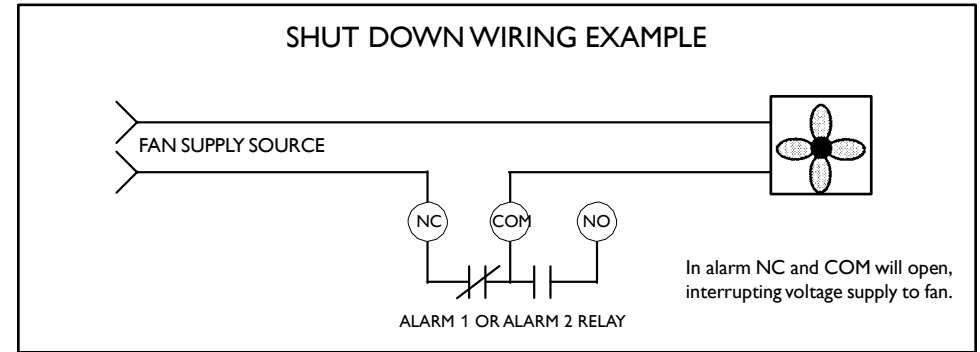 SHUT DOWN WIRING EXAMPLE
FAN SUPPLY SOURCE
NC
COM
NO
In alarm NC and COM will open,
interrupting voltage supply to fan.
ALARM 1 OR ALARM 2 RELAY